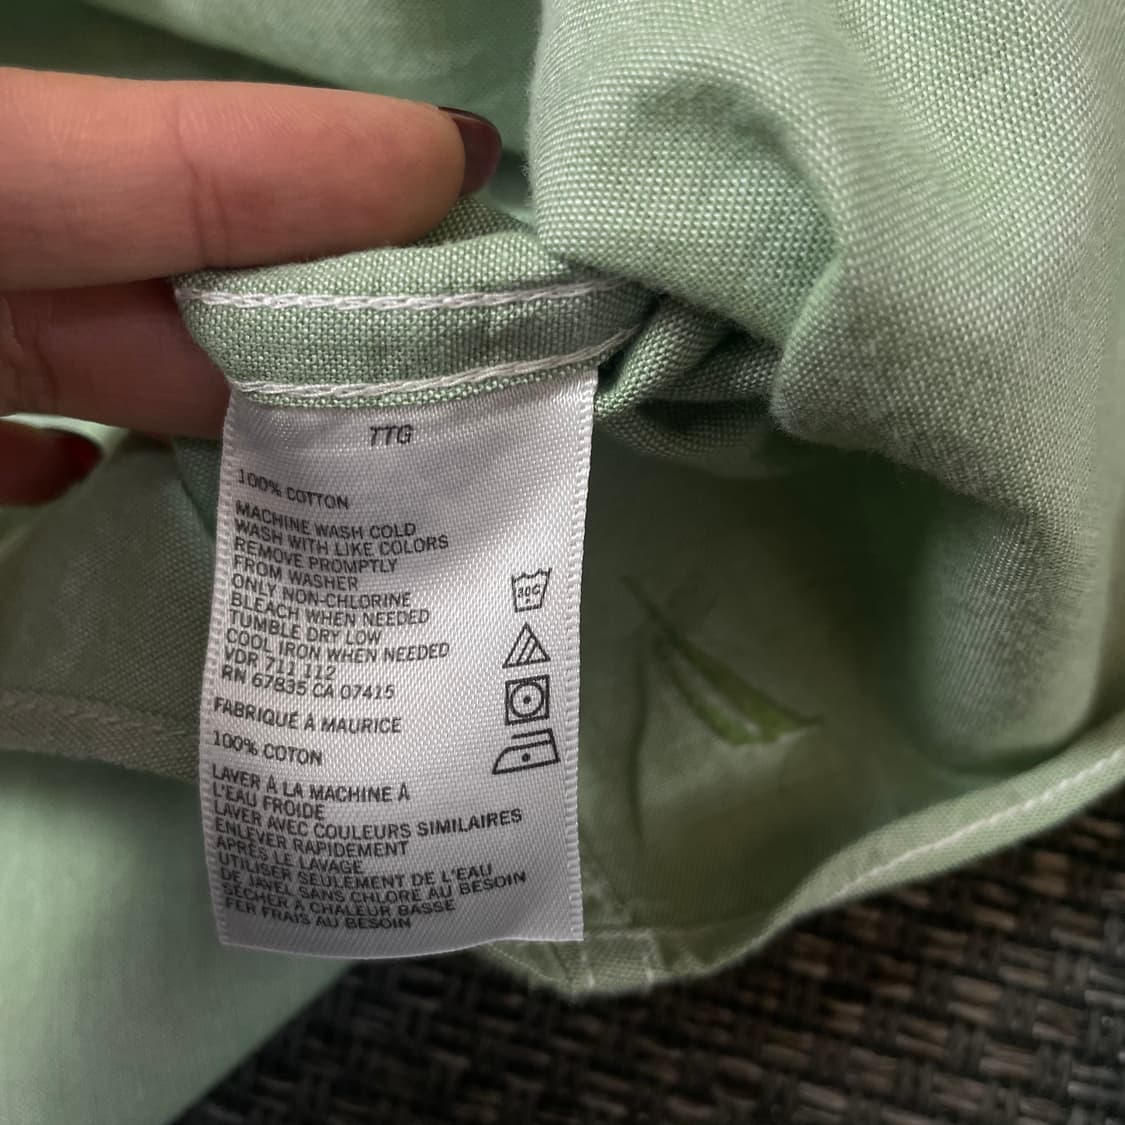 TTG
100% COTTON
MACHINE WASH COLD
WASH WITH LIKE COLORS
REMOVE PROMPTLY
FROM WASHER
ONLY NON-CHLORINE
BLEACH WHEN NEEDED
TUMBLE DRY LOW
COOL IRON WHEN NEEDED
VDR 711 112
RN 67835 CA 07415
FABRIQUÉ À MAURICE
100% COTON
LAVER À LA MACHINE À
L'EAU FROIDE
LAVER AVEC COULEURS SIMILAIRES
ENLEVER RAPIDEMENT
APRÈS LE LAVAGE
UTILISER SEULEMENT DE L'EAU
DE JAVEL SANS CHLORE AU BESOIN
SÉCHER À CHALEUR BASSE
FER FRAIS AU BESOIN
30C